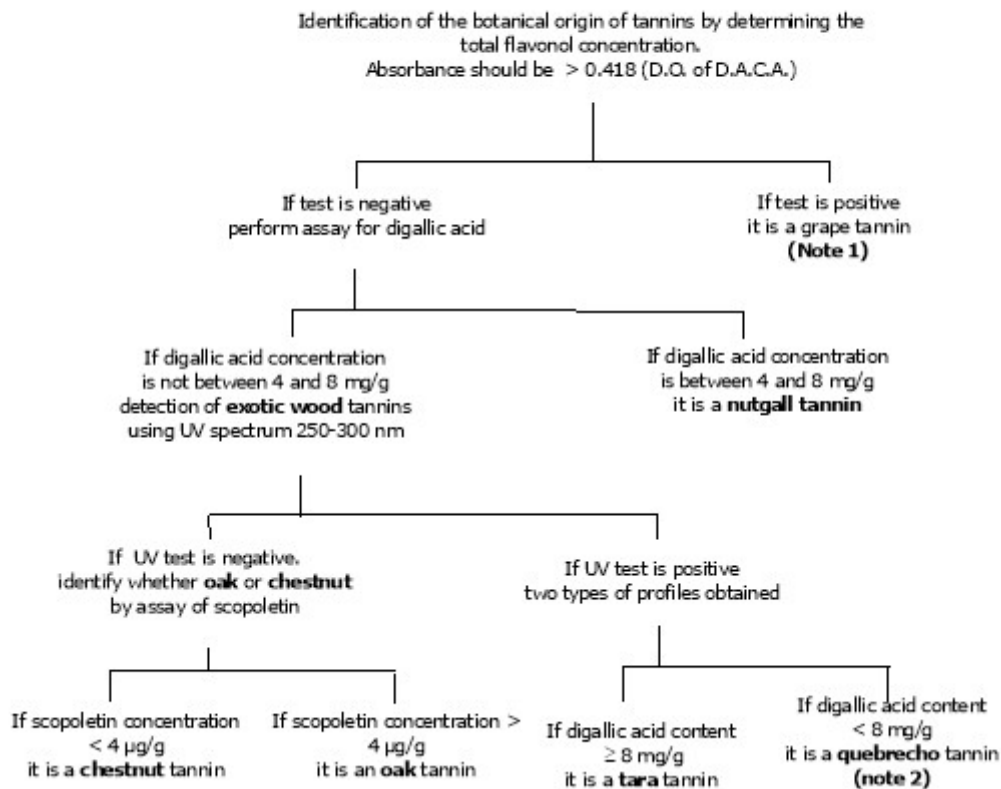 Identification of the botanical origin of tannins by determining the
total flavonol concentration.
Absorbance should be > 0.418 (D.O. of D.A.C.A.)
If test is negative
perform assay for digallic acid
If test is positive
it is a grape tannin
(Note 1)
If digallic acid concentration
is not between 4 and 8 mg/g
detection of exotic wood tannins
using UV spectrum 250-300 nm
If digallic acid concentration
is between 4 and 8 mg/g
it is a nutgall tannin
If UV test is negative.
identify whether oak or chestnut
by assay of scopoletin
If UV test is positive
two types of profiles obtained
If scopoletin concentration
< 4 µg/g
it is a chestnut tannin
If scopoletin concentration >
4 µg/g
it is an oak tannin
If digallic acid content
≥ 8 mg/g
it is a tara tannin
If digallic acid content
< 8 mg/g
it is a quebrecho tannin
(note 2)